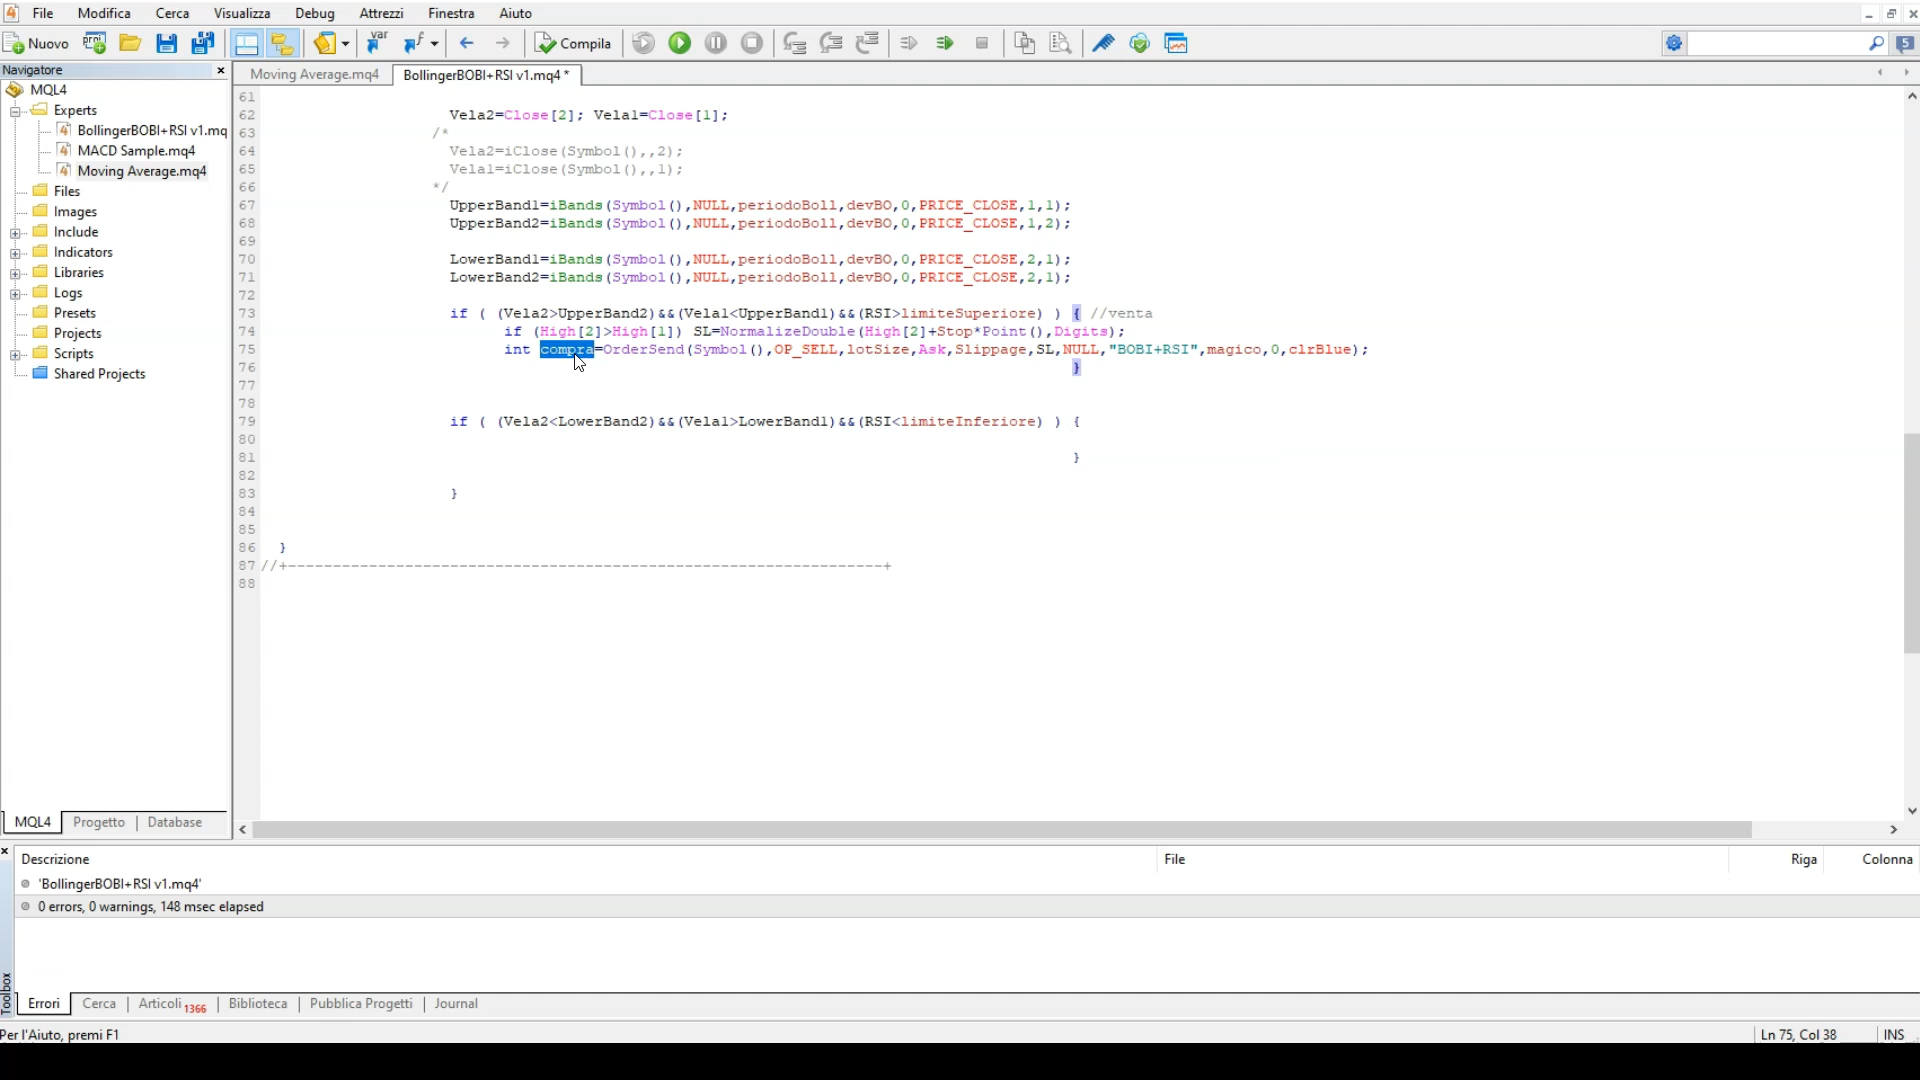 File Modifica Cerca Visualizza Debug Attrezzi Finestra Aiuto
Nuovo Compila 5
Navigatore
MQL4
Experts
BollingerBOBI+RSI v1.mq
MACD Sample.mq4
Moving Average.mq4
Files
Images
Include
Indicators
Libraries
Logs
Presets
Projects
Scripts
Shared Projects
MQL4 Progetto Database
Moving Average.mq4 BollingerBOBI+RSI v1.mq4 *
61
62 Vela2=Close[2]; Vela1=Close[1];
63 /*
64 Vela2=iClose(Symbol(),,2);
65 Vela1=iClose(Symbol(),,1);
66 */
67 UpperBand1=iBands(Symbol(),NULL,periodoBoll,devBO,0,PRICE_CLOSE,1,1);
68 UpperBand2=iBands(Symbol(),NULL,periodoBoll,devBO,0,PRICE_CLOSE,1,2);
69
70 LowerBand1=iBands(Symbol(),NULL,periodoBoll,devBO,0,PRICE_CLOSE,2,1);
71 LowerBand2=iBands(Symbol(),NULL,periodoBoll,devBO,0,PRICE_CLOSE,2,1);
72
73 if ( (Vela2>UpperBand2)&&(Vela1<UpperBand1)&&(RSI>limiteSuperiore) ) { //venta
74 if (High[2]>High[1]) SL=NormalizeDouble(High[2]+Stop*Point(),Digits);
75 int compra=OrderSend(Symbol(),OP_SELL,lotSize,Ask,Slippage,SL,NULL,"BOBI+RSI",magico,0,clrBlue);
76 }
77
78
79 if ( (Vela2<LowerBand2)&&(Vela1>LowerBand1)&&(RSI<limiteInferiore) ) {
80
81 }
82
83 }
84
85
86 }
87 //+------------------------------------------------------------------+
88
Descrizione File Riga Colonna
'BollingerBOBI+RSI v1.mq4'
0 errors, 0 warnings, 148 msec elapsed
Toolbox
Errori Cerca Articoli 1366 Biblioteca Pubblica Progetti Journal
Per l'Aiuto, premi F1 Ln 75, Col 38 INS